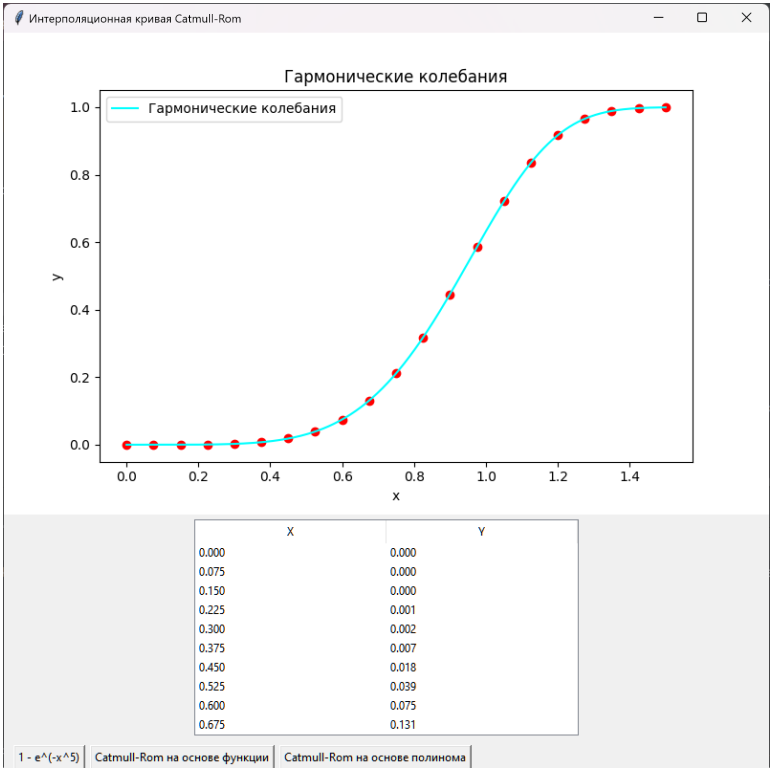 Интерполяционная кривая Catmull-Rom
Гармонические колебания
Гармонические колебания
1.0
0.8
0.6
y
0.4
0.2
0.0
0.0 0.2 0.4 0.6 0.8 1.0 1.2 1.4
x
X Y
0.000 0.000
0.075 0.000
0.150 0.000
0.225 0.001
0.300 0.002
0.375 0.007
0.450 0.018
0.525 0.039
0.600 0.075
0.675 0.131
1 - e^(-x^5) Catmull-Rom на основе функции Catmull-Rom на основе полинома